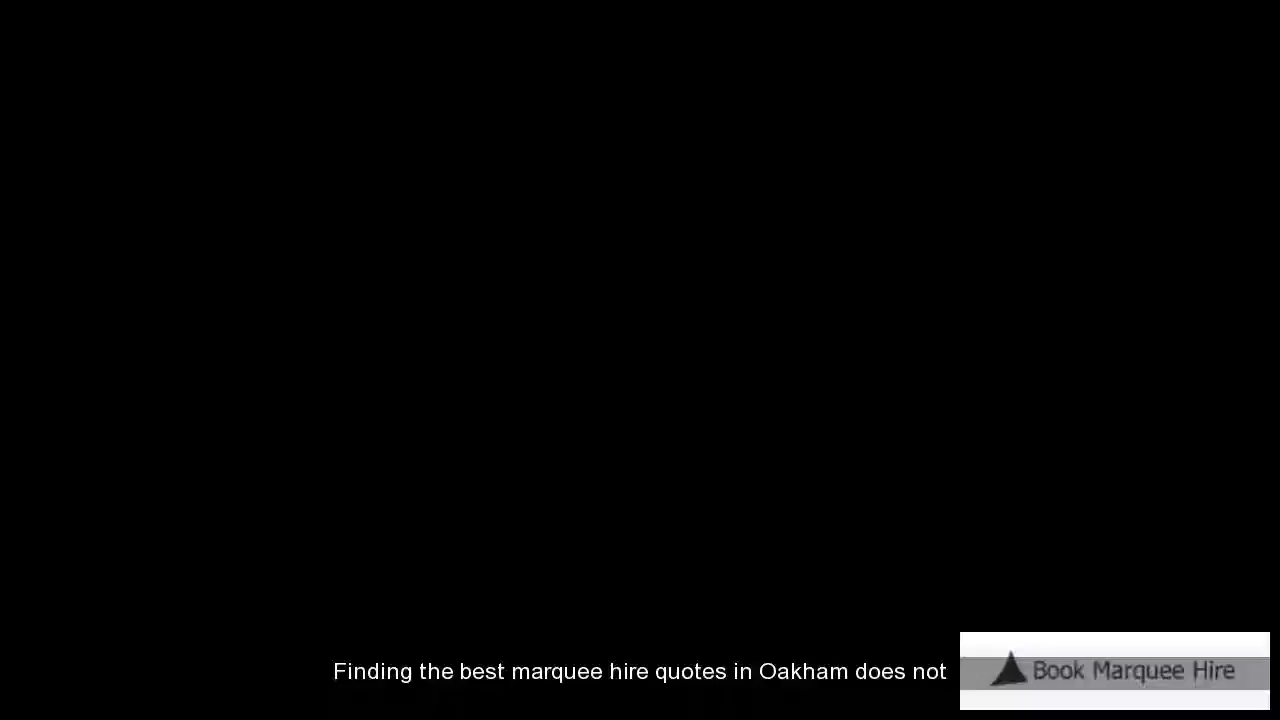 Finding the best marquee hire quotes in Oakham does not
Book Marquee Hire